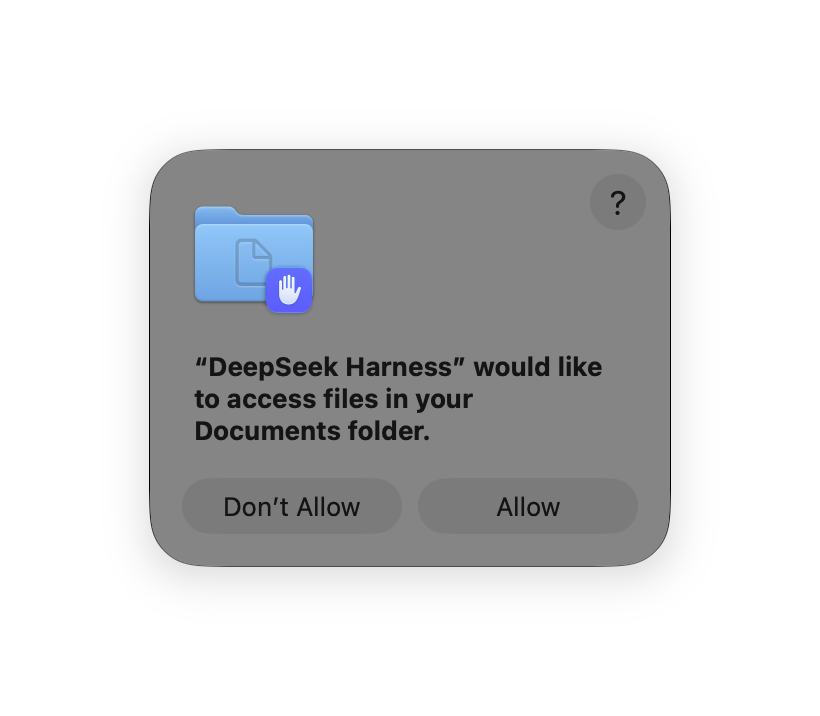 ?
“DeepSeek Harness” would like
to access files in your
Documents folder.
Don’t Allow
Allow